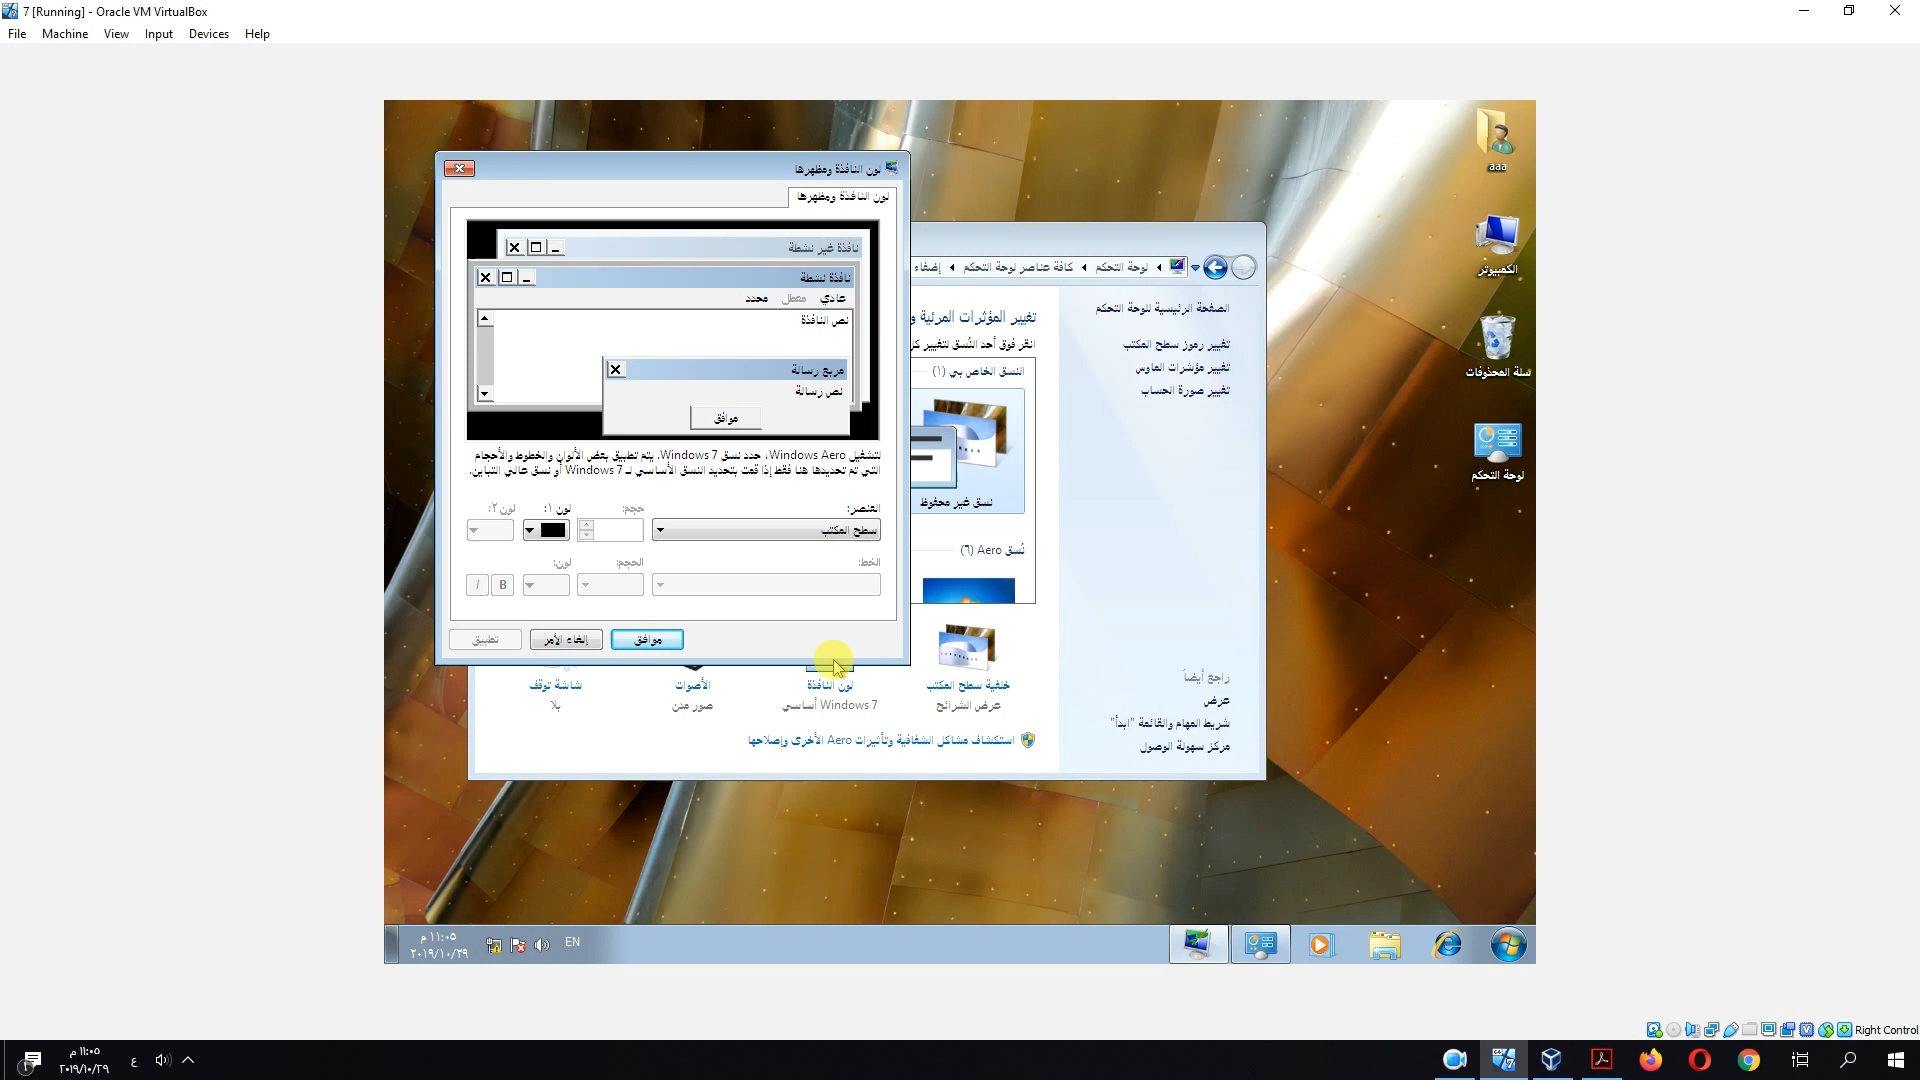 7 [Running] - Oracle VM VirtualBox
File Machine View Input Devices Help
aaa
الكمبيوتر
سلة المحذوفات
لوحة التحكم
لون النافذة ومظهرها
لون النافذة ومظهرها
نافذة غير نشطة
نافذة نشطة
عادي معطل محدد
نص النافذة
مربع رسالة
نص رسالة
موافق
لتشغيل Windows Aero، حدد نسق Windows 7. يتم تطبيق بعض الألوان والخطوط والأحجام
التي تم تحديدها هنا فقط إذا قمت بتحديد النسق الأساسي لـ Windows 7 أو نسق عالي التباين.
العنصر: حجم: لون ١: لون ٢:
سطح المكتب
الخط: الحجم: لون:
B I
موافق إلغاء الأمر تطبيق
لوحة التحكم كافة عناصر لوحة التحكم إضفاء
الصفحة الرئيسية للوحة التحكم
تغيير رموز سطح المكتب
تغيير مؤشرات الماوس
تغيير صورة الحساب
راجع أيضاً
عرض
شريط المهام والقائمة "ابدأ"
مركز سهولة الوصول
تغيير المؤثرات المرئية و
انقر فوق أحد النُسق لتغيير
النسق الخاص بي (١)
نسق غير محفوظ
نُسق Aero (٦)
خلفية سطح المكتب
عرض الشرائح
لون النافذة
Windows 7 أساسي
الأصوات
صور مدن
شاشة توقف
بلا
استكشاف مشاكل الشفافية وتأثيرات Aero الأخرى وإصلاحها
EN
١١:٠٥ م
٢٠١٩/١٠/٢٩
Right Control
ع
١١:٠٥ م
٢٠١٩/١٠/٢٩